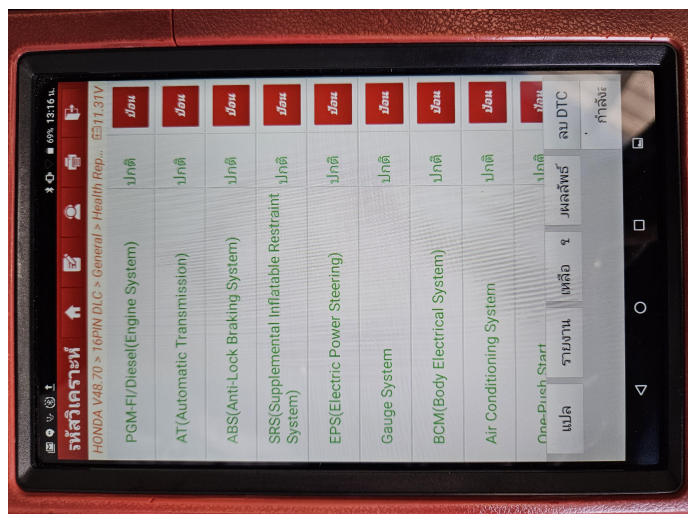 69% 13:16 น.
รหัสวิเคราะห์
HONDA V48.70 > 16PIN DLC > General > Health Rep... 11.31V
PGM-FI/Diesel(Engine System) ปกติ ป้อน
AT(Automatic Transmission) ปกติ ป้อน
ABS(Anti-Lock Braking System) ปกติ ป้อน
SRS(Supplemental Inflatable Restraint
System) ปกติ ป้อน
EPS(Electric Power Steering) ปกติ ป้อน
Gauge System ปกติ ป้อน
BCM(Body Electrical System) ปกติ ป้อน
Air Conditioning System ปกติ ป้อน
One-Push Start ปกติ ป้อน
แปล รายงาน เหลือ ช ผลลัพธ์ ลบ DTC กำลัง